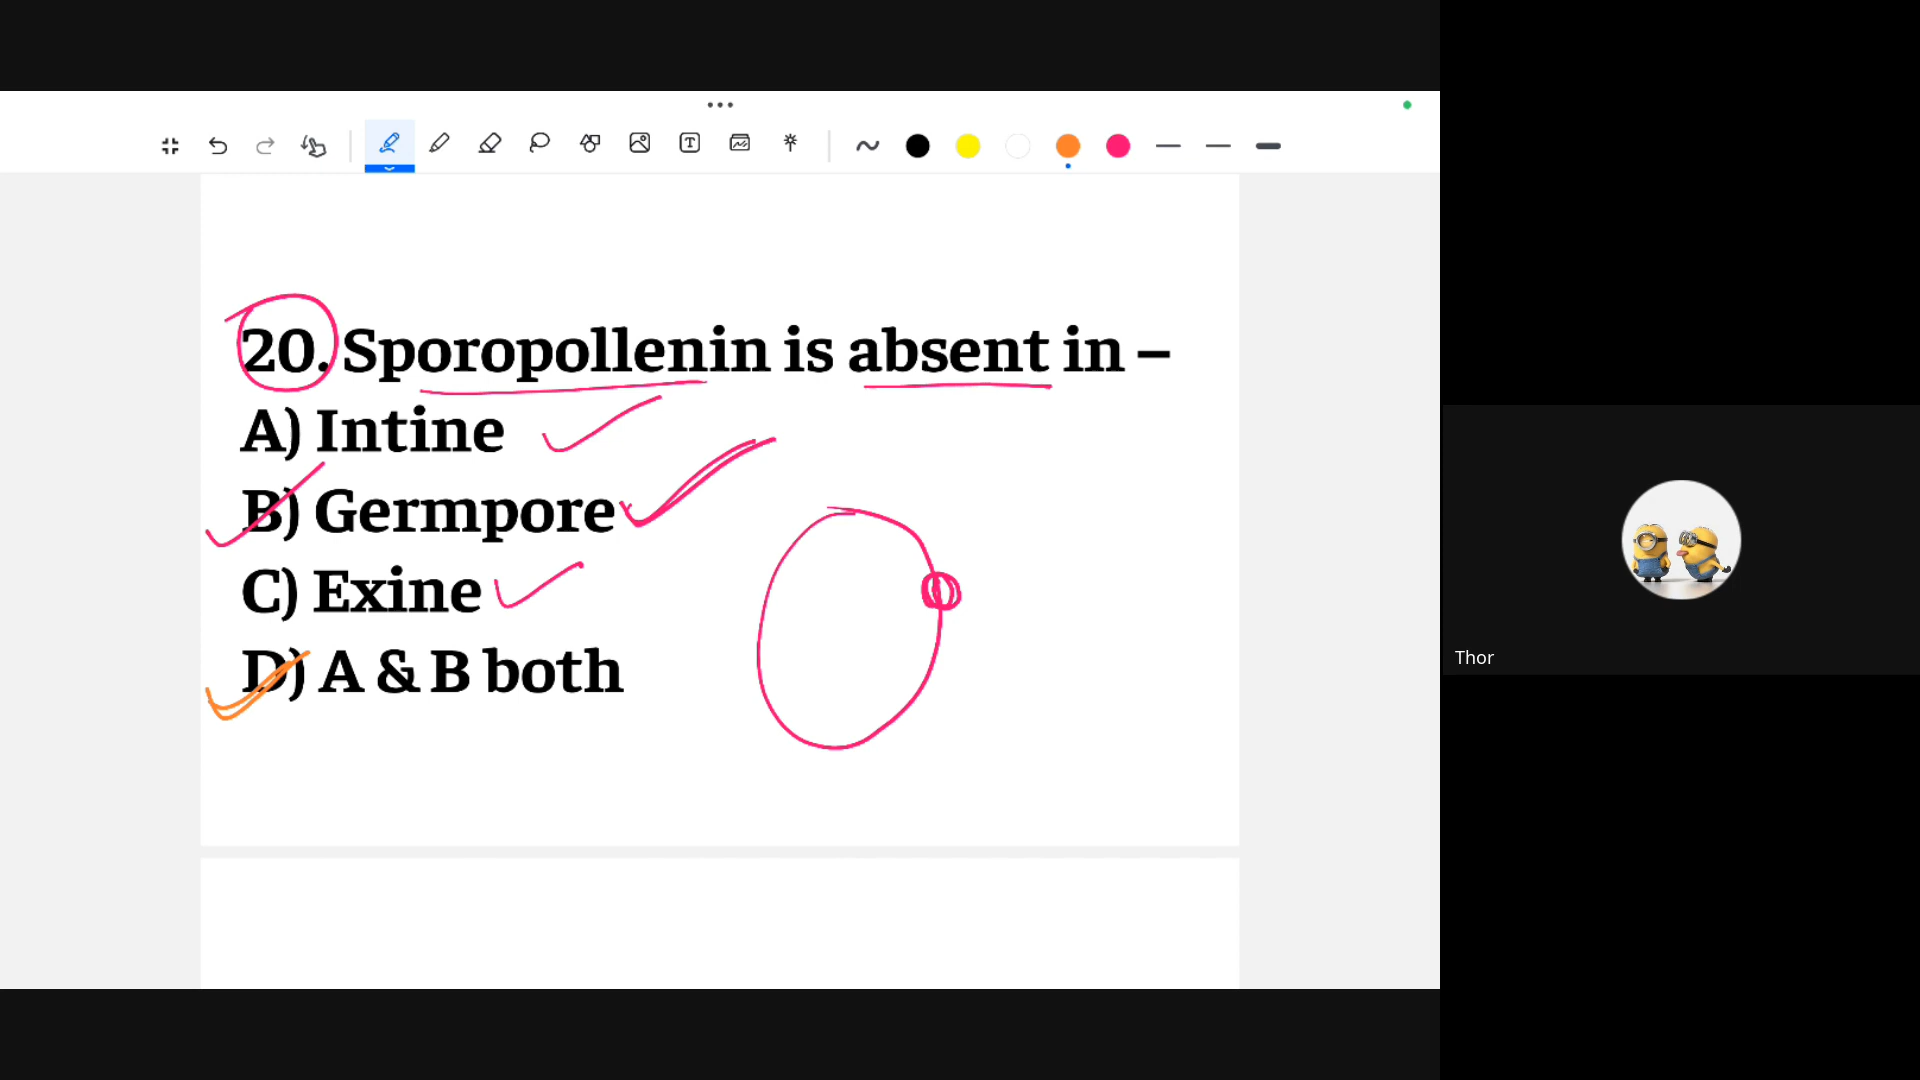 20. Sporopollenin is absent in –
A) Intine
B) Germpore
C) Exine
D) A & B both
Thor